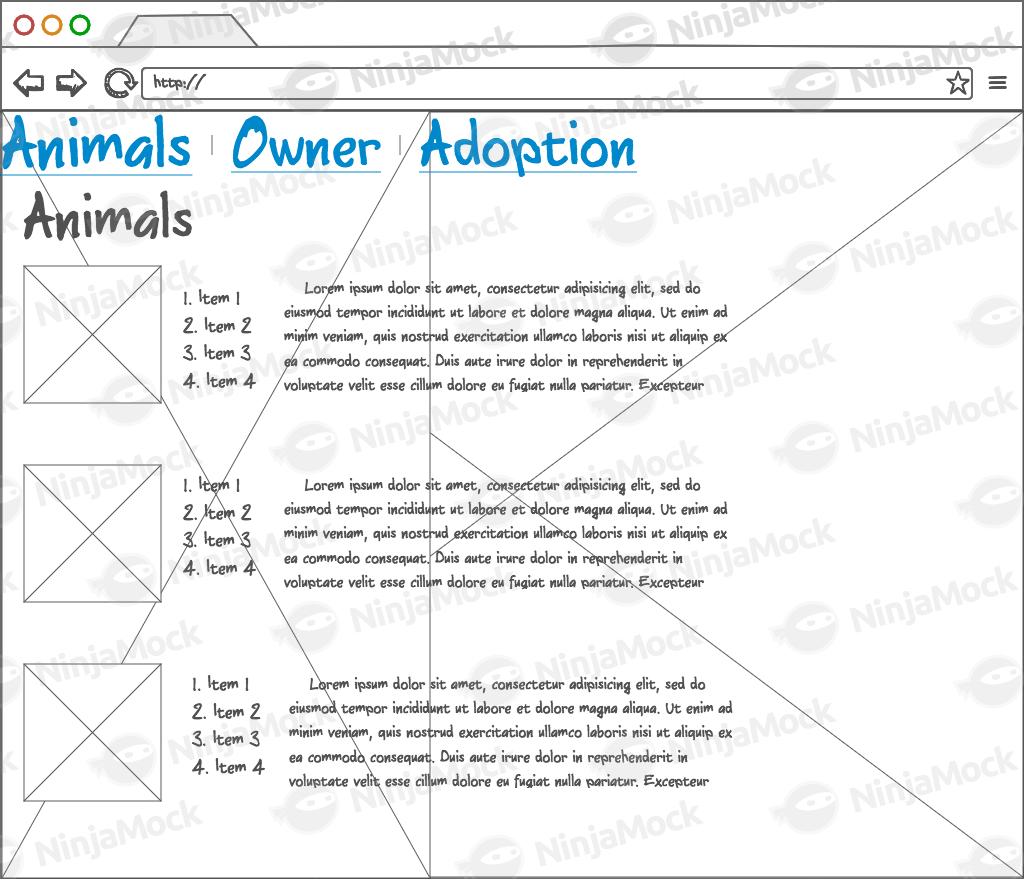 http://
Animals | Owner | Adoption
Animals
1. Item 1
2. Item 2
3. Item 3
4. Item 4
Lorem ipsum dolor sit amet, consectetur adipisicing elit, sed do
eiusmod tempor incididunt ut labore et dolore magna aliqua. Ut enim ad
minim veniam, quis nostrud exercitation ullamco laboris nisi ut aliquip ex
ea commodo consequat. Duis aute irure dolor in reprehenderit in
voluptate velit esse cillum dolore eu fugiat nulla pariatur. Excepteur
1. Item 1
2. Item 2
3. Item 3
4. Item 4
Lorem ipsum dolor sit amet, consectetur adipisicing elit, sed do
eiusmod tempor incididunt ut labore et dolore magna aliqua. Ut enim ad
minim veniam, quis nostrud exercitation ullamco laboris nisi ut aliquip ex
ea commodo consequat. Duis aute irure dolor in reprehenderit in
voluptate velit esse cillum dolore eu fugiat nulla pariatur. Excepteur
1. Item 1
2. Item 2
3. Item 3
4. Item 4
Lorem ipsum dolor sit amet, consectetur adipisicing elit, sed do
eiusmod tempor incididunt ut labore et dolore magna aliqua. Ut enim ad
minim veniam, quis nostrud exercitation ullamco laboris nisi ut aliquip ex
ea commodo consequat. Duis aute irure dolor in reprehenderit in
voluptate velit esse cillum dolore eu fugiat nulla pariatur. Excepteur
NinjaMock